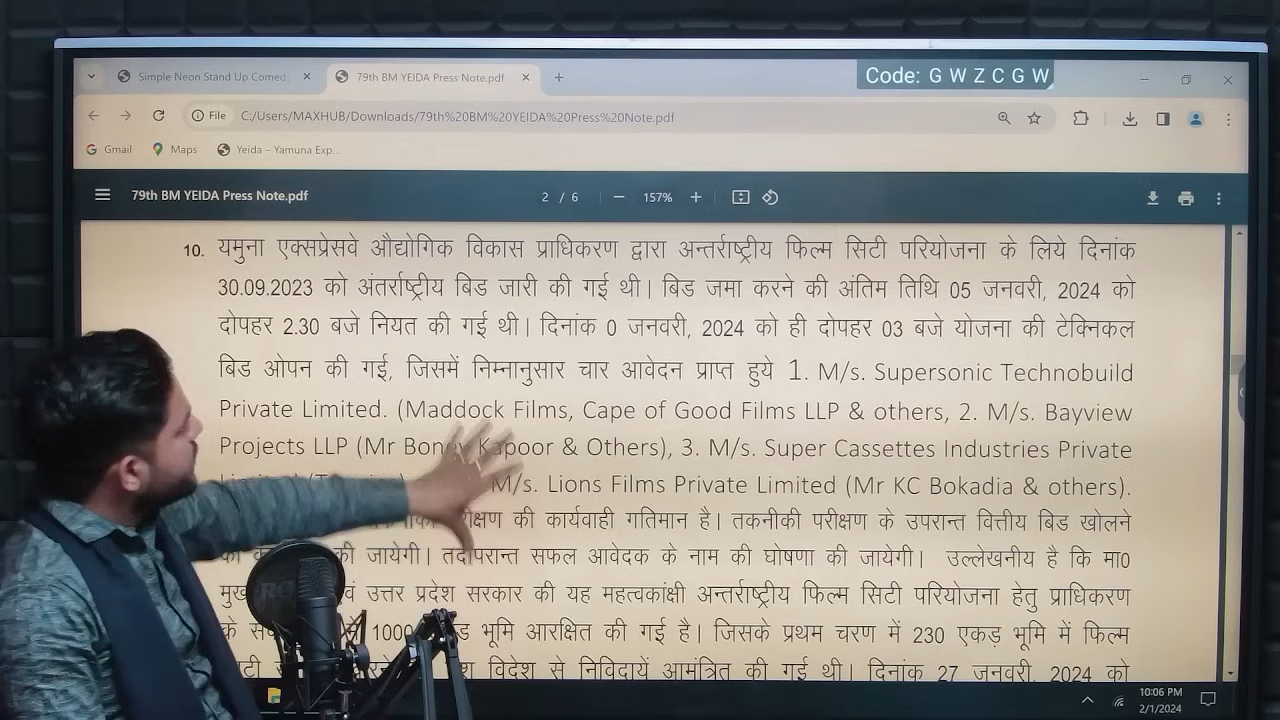 Simple Neon Stand Up Comed
79th BM YEIDA Press Note.pdf
Code: G W Z C G W
File C:/Users/MAXHUB/Downloads/79th%20BM%20YEIDA%20Press%20Note.pdf
Gmail Maps Yeida – Yamuna Exp...
79th BM YEIDA Press Note.pdf 2 / 6 157%
10. यमुना एक्सप्रेसवे औद्योगिक विकास प्राधिकरण द्वारा अन्तर्राष्ट्रीय फिल्म सिटी परियोजना के लिये दिनांक
30.09.2023 को अंतर्राष्ट्रीय बिड जारी की गई थी। बिड जमा करने की अंतिम तिथि 05 जनवरी, 2024 को
दोपहर 2.30 बजे नियत की गई थी। दिनांक 0 जनवरी, 2024 को ही दोपहर 03 बजे योजना की टेक्निकल
बिड ओपन की गई, जिसमें निम्नानुसार चार आवेदन प्राप्त हुये 1. M/s. Supersonic Technobuild
Private Limited. (Maddock Films, Cape of Good Films LLP & others, 2. M/s. Bayview
Projects LLP (Mr Boney Kapoor & Others), 3. M/s. Super Cassettes Industries Private
M/s. Lions Films Private Limited (Mr KC Bokadia & others).
की कार्यवाही गतिमान है। तकनीकी परीक्षण के उपरान्त वित्तीय बिड खोलने
की जायेगी। तदोपरान्त सफल आवेदक के नाम की घोषणा की जायेगी। उल्लेखनीय है कि मा0
उत्तर प्रदेश सरकार की यह महत्वकांक्षी अन्तर्राष्ट्रीय फिल्म सिटी परियोजना हेतु प्राधिकरण
के 1000 भूमि आरक्षित की गई है। जिसके प्रथम चरण में 230 एकड़ भूमि में फिल्म
विदेश से निविदायें आमंत्रित की गई थी। दिनांक 27 जनवरी, 2024 को
10:06 PM
2/1/2024